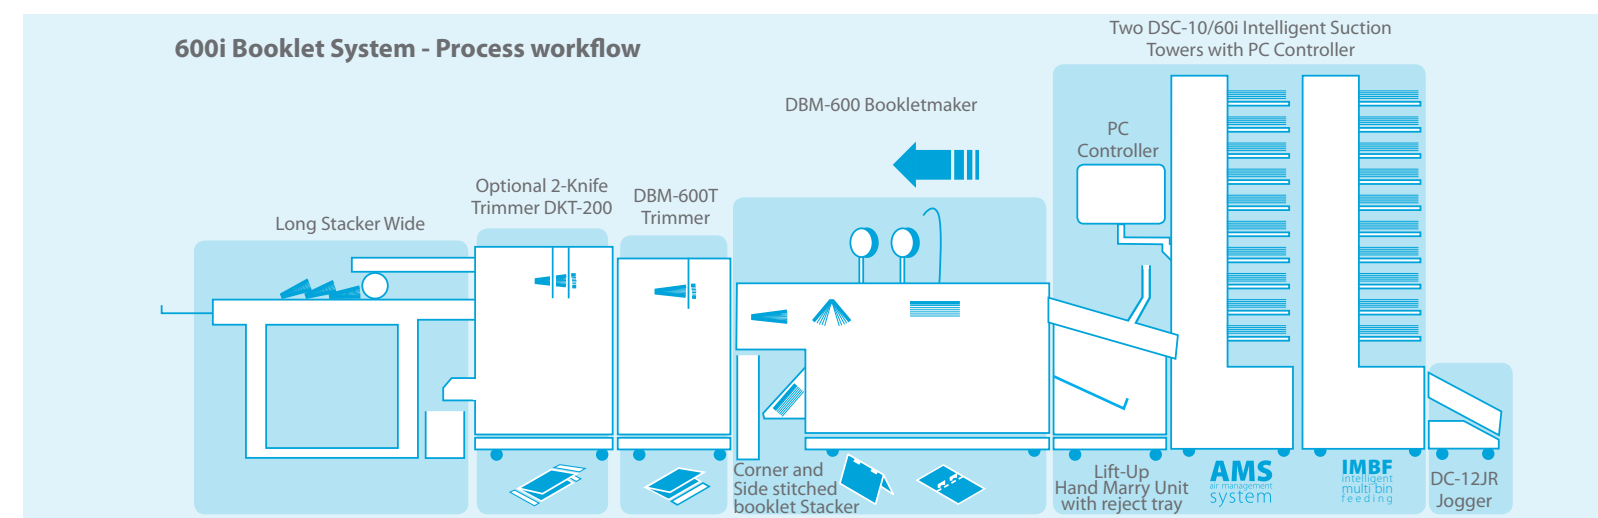 600i Booklet System - Process workflow
Two DSC-10/60i Intelligent Suction
Towers with PC Controller
DBM-600 Bookletmaker
PC
Controller
Optional 2-Knife
Trimmer DKT-200
DBM-600T
Trimmer
Long Stacker Wide
Corner and
Side stitched
booklet Stacker
Lift-Up
Hand Marry Unit
with reject tray
AMS
air management
system
IMBF
intelligent
multi bin
feeding
DC-12JR
Jogger